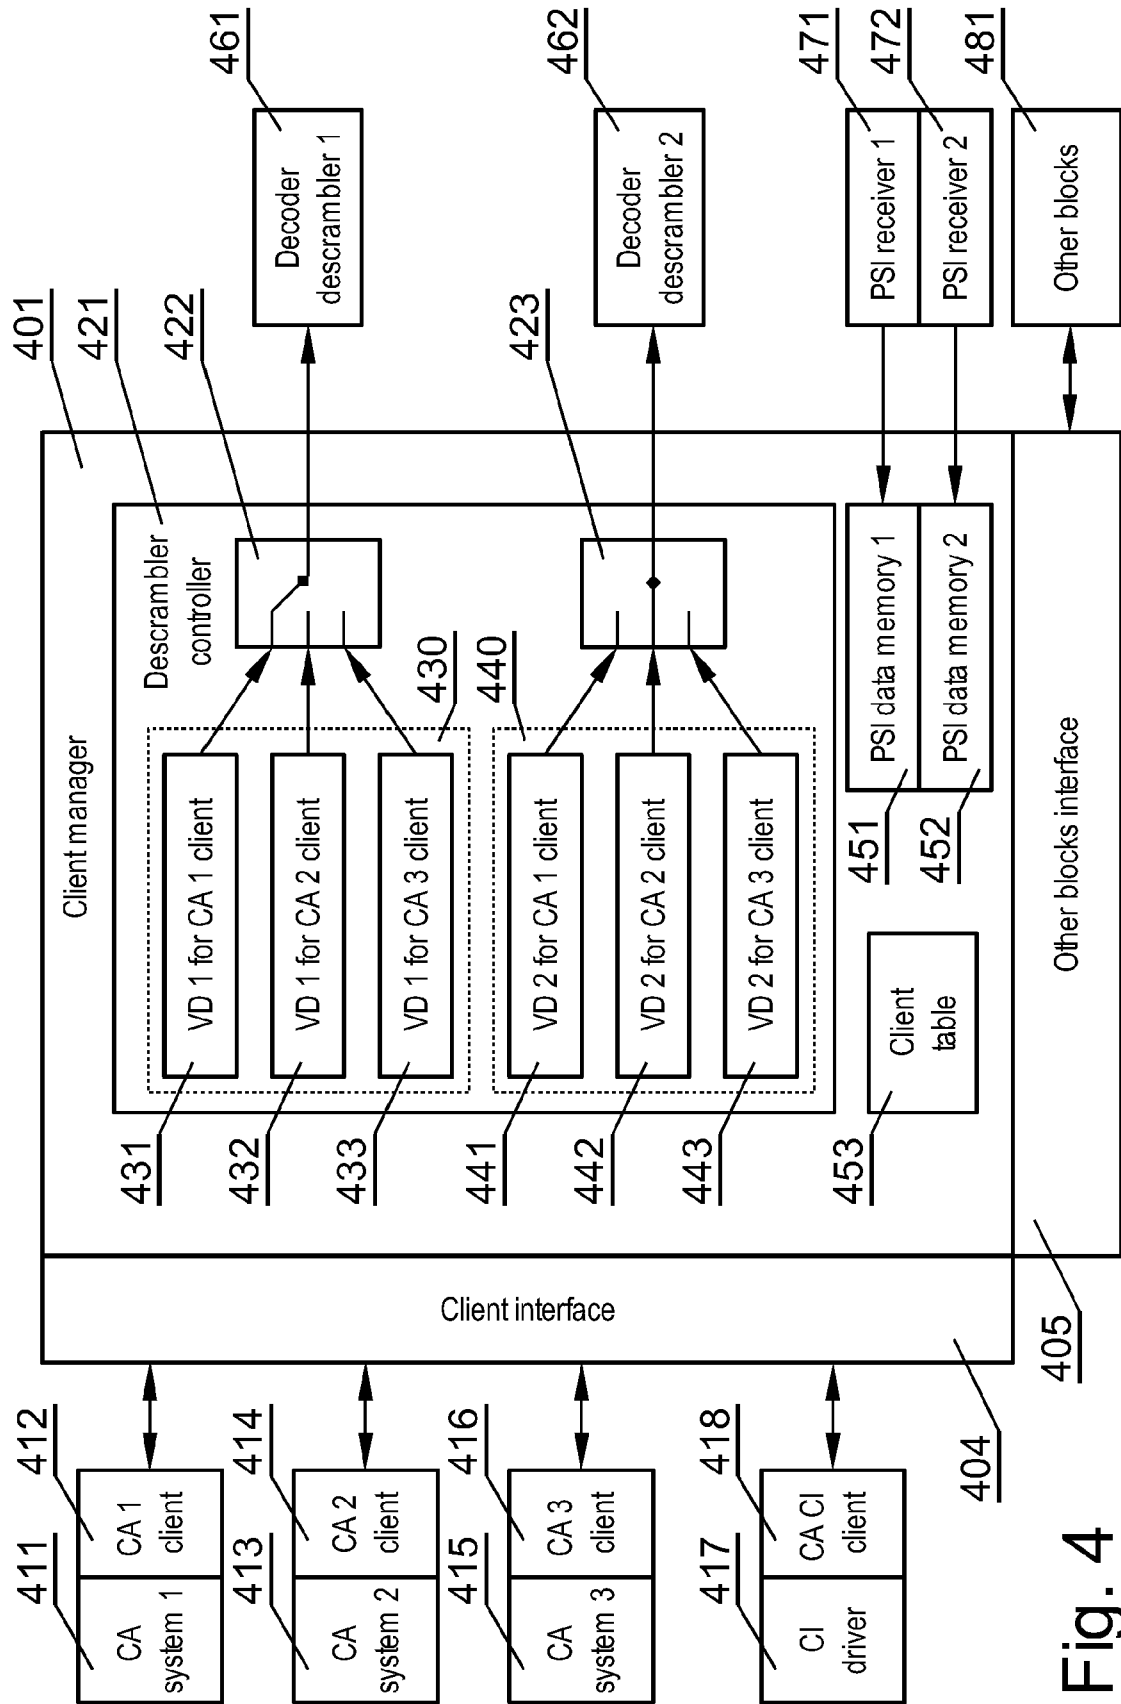 401
421
422
461
423
462
471
472
481
Client manager
Descrambler
controller
Decoder
descrambler 1
Decoder
descrambler 2
PSI receiver 1
PSI receiver 2
Other blocks
430
440
VD 1 for CA 1 client
VD 1 for CA 2 client
VD 1 for CA 3 client
VD 2 for CA 1 client
VD 2 for CA 2 client
VD 2 for CA 3 client
431
432
433
441
442
443
PSI data memory 1
PSI data memory 2
451
452
Client
table
453
Other blocks interface
405
Client interface
404
411
412
CA
system 1
CA 1
client
413
414
CA
system 2
CA 2
client
415
416
CA
system 3
CA 3
client
417
418
CI
driver
CA CI
client
Fig. 4